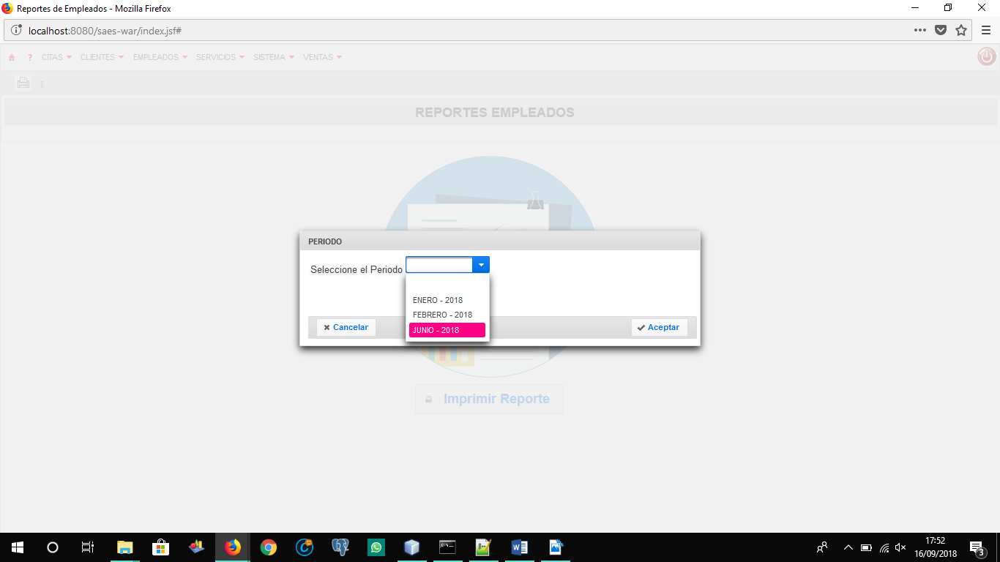 Reportes de Empleados - Mozilla Firefox
localhost:8080/saes-war/index.jsf#
? CITAS CLIENTES EMPLEADOS SERVICIOS SISTEMA VENTAS
REPORTES EMPLEADOS
PERIODO
Seleccione el Periodo
ENERO - 2018
FEBRERO - 2018
JUNIO - 2018
Cancelar
Aceptar
Imprimir Reporte
17:52
16/09/2018
3